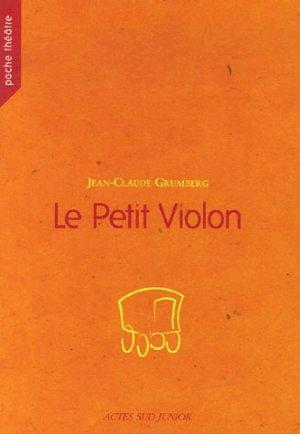 poche théâtre
JEAN-CLAUDE GRUMBERG
Le Petit Violon
ACTES SUD JUNIOR